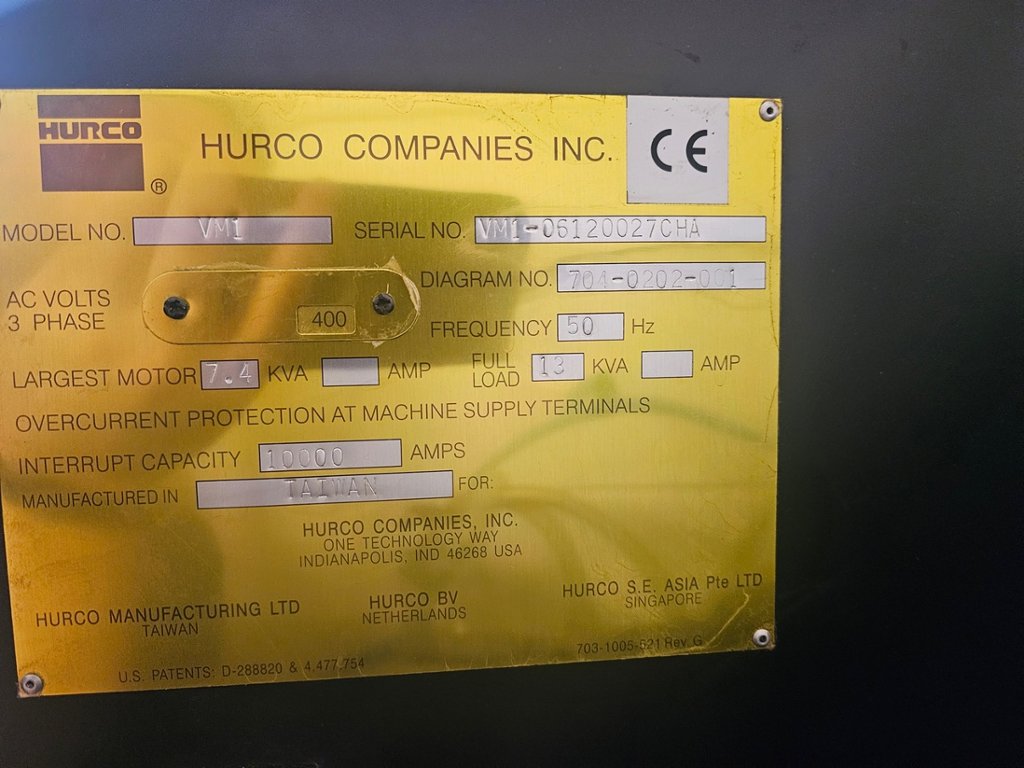 HURCO ®
HURCO COMPANIES INC.
CE
MODEL NO. VM1 SERIAL NO. VM1-06120027CHA
DIAGRAM NO. 704-0202-001
AC VOLTS
3 PHASE
400
FREQUENCY 50 Hz
LARGEST MOTOR 7.4 KVA AMP
FULL LOAD 13 KVA AMP
OVERCURRENT PROTECTION AT MACHINE SUPPLY TERMINALS
INTERRUPT CAPACITY 10000 AMPS
MANUFACTURED IN TAIWAN FOR:
HURCO COMPANIES, INC.
ONE TECHNOLOGY WAY
INDIANAPOLIS, IND 46268 USA
HURCO MANUFACTURING LTD
TAIWAN
HURCO BV
NETHERLANDS
HURCO S.E. ASIA Pte LTD
SINGAPORE
U.S. PATENTS: D-288820 & 4,477,754
703-1005-521 Rev. G